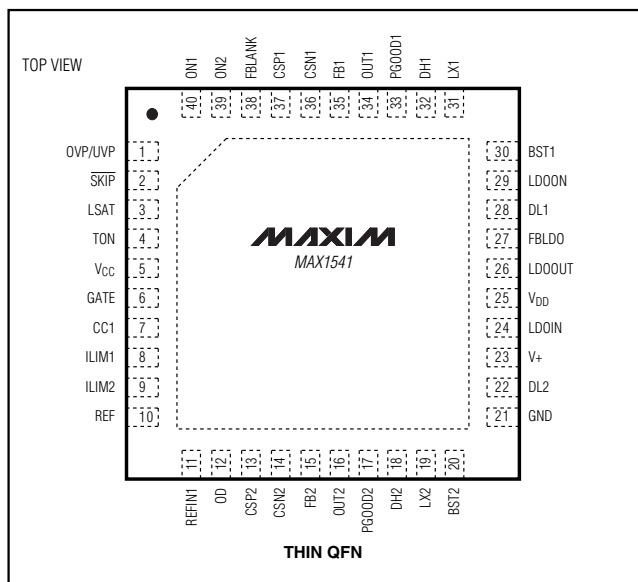 TOP VIEW
ON1
ON2
FBLANK
CSP1
CSN1
FB1
OUT1
PGOOD1
DH1
LX1
40
39
38
37
36
35
34
33
32
31
OVP/UVP 1
SKIP 2
LSAT 3
TON 4
VCC 5
GATE 6
CC1 7
ILIM1 8
ILIM2 9
REF 10
MAXIM
MAX1541
30 BST1
29 LDOON
28 DL1
27 FBLDO
26 LDOOUT
25 VDD
24 LDOIN
23 V+
22 DL2
21 GND
11
12
13
14
15
16
17
18
19
20
REFIN1
OD
CSP2
CSN2
FB2
OUT2
PGOOD2
DH2
LX2
BST2
THIN QFN